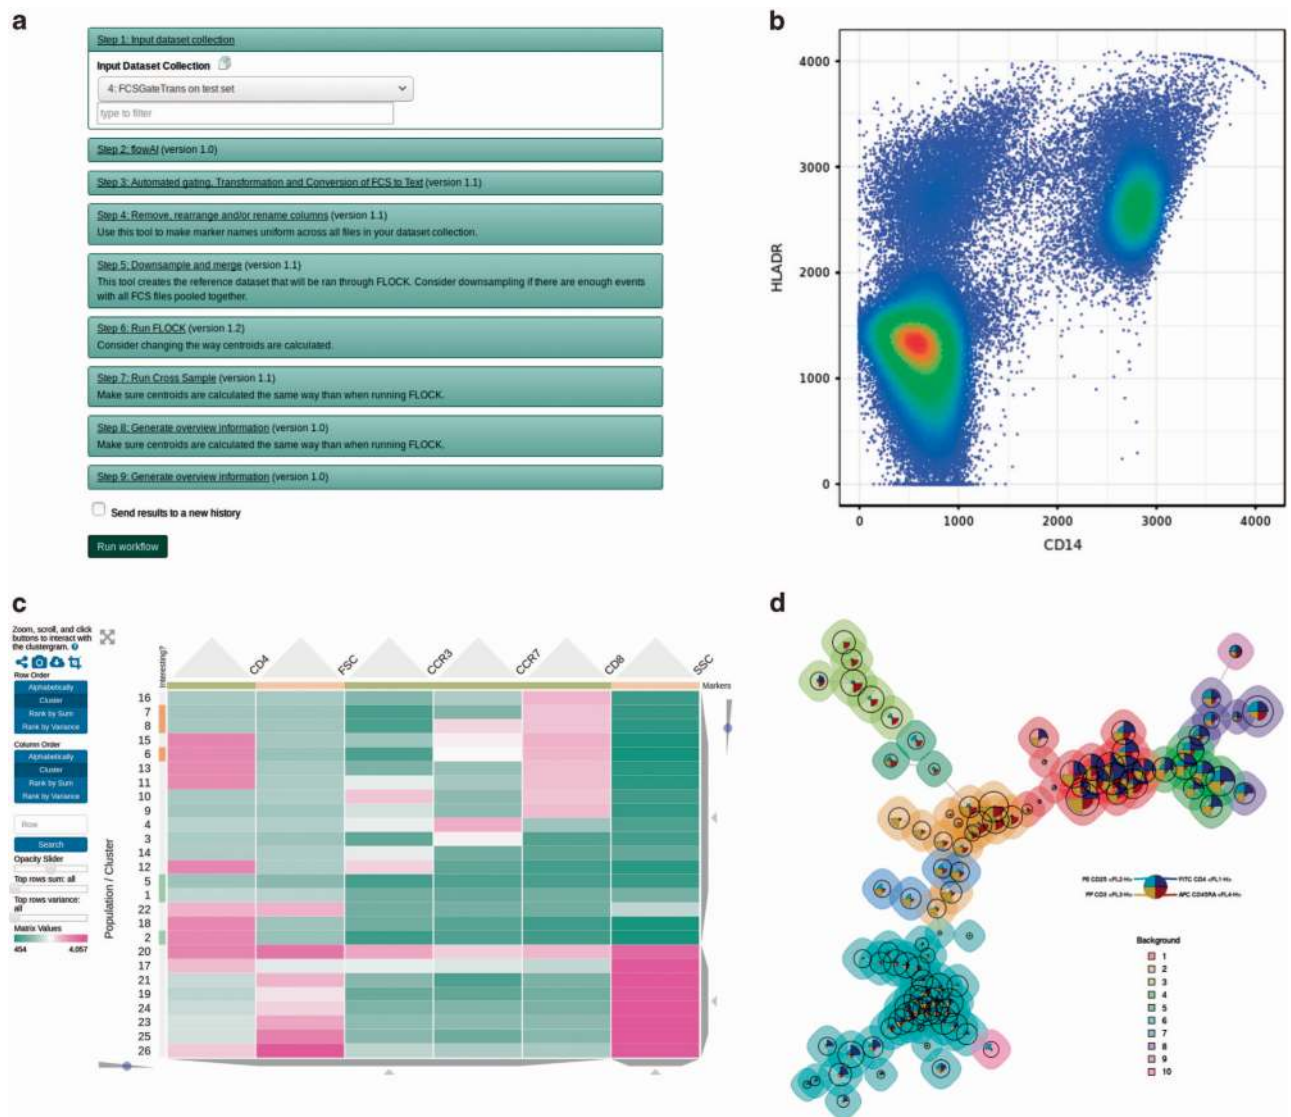 a
Step 1: Input dataset collection
Input Dataset Collection
4: FCSGateTrans on test set
type to filter
Step 2: flowAI (version 1.0)
Step 3: Automated gating, Transformation and Conversion of FCS to Text (version 1.1)
Step 4: Remove, rearrange and/or rename columns (version 1.1)
Use this tool to make marker names uniform across all files in your dataset collection.
Step 5: Downsample and merge (version 1.1)
This tool creates the reference dataset that will be ran through FLOCK. Consider downsampling if there are enough events
with all FCS files pooled together.
Step 6: Run FLOCK (version 1.2)
Consider changing the way centroids are calculated.
Step 7: Run Cross Sample (version 1.1)
Make sure centroids are calculated the same way than when running FLOCK.
Step 8: Generate overview information (version 1.0)
Make sure centroids are calculated the same way than when running FLOCK.
Step 9: Generate overview information (version 1.0)
Send results to a new history
Run workflow
b
4000
3000
2000
1000
0
HLADR
0
1000
2000
3000
4000
CD14
c
Zoom, scroll, and click
buttons to interact with
the clustergram.
Row Order
Alphabetically
Cluster
Rank by Sum
Rank by Variance
Column Order
Alphabetically
Cluster
Rank by Sum
Rank by Variance
Row
Search
Opacity Slider
Top rows sum: all
Top rows variance:
all
Matrix Values
454
4.057
Interesting?
CD4
FSC
CCR3
CCR7
CD8
SSC
Markers
Population / Cluster
16
7
8
15
6
13
11
10
9
4
3
14
12
5
1
22
18
2
20
17
21
19
24
23
25
26
d
PE CD25 <FL2-H>
FITC CD4 <FL1-H>
PP CD3 <FL3-H>
APC CD45RA <FL4-H>
Background
1
2
3
4
5
6
7
8
9
10